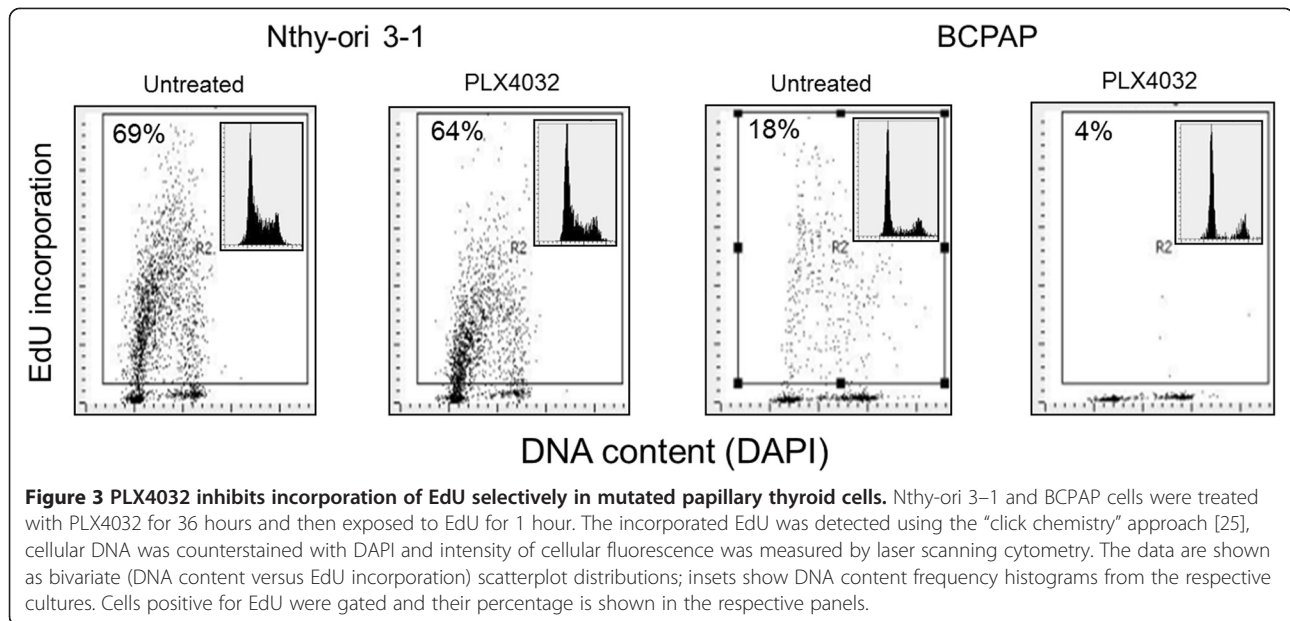 Nthy-ori 3-1
BCPAP
Untreated
PLX4032
Untreated
PLX4032
69%
64%
18%
4%
R2
R2
R2
R2
EdU incorporation
DNA content (DAPI)
Figure 3 PLX4032 inhibits incorporation of EdU selectively in mutated papillary thyroid cells. Nthy-ori 3–1 and BCPAP cells were treated
with PLX4032 for 36 hours and then exposed to EdU for 1 hour. The incorporated EdU was detected using the “click chemistry” approach [25],
cellular DNA was counterstained with DAPI and intensity of cellular fluorescence was measured by laser scanning cytometry. The data are shown
as bivariate (DNA content versus EdU incorporation) scatterplot distributions; insets show DNA content frequency histograms from the respective
cultures. Cells positive for EdU were gated and their percentage is shown in the respective panels.